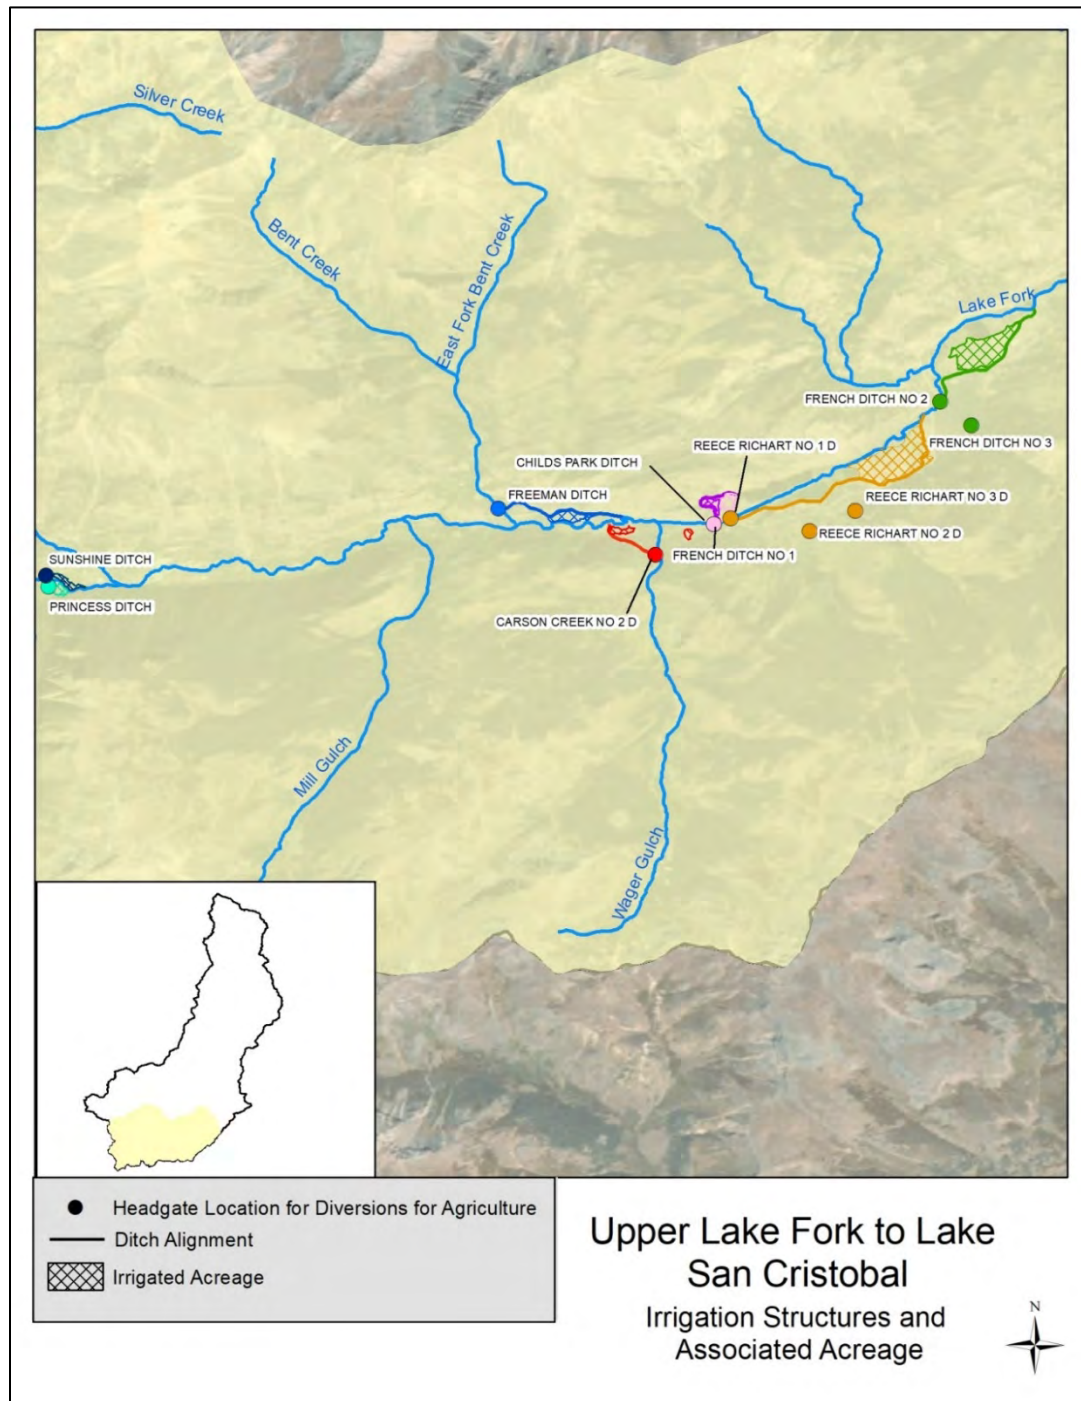 Silver Creek
Bent Creek
East Fork Bent Creek
Lake Fork
FRENCH DITCH NO 2
FRENCH DITCH NO 3
REECE RICHART NO 1 D
CHILDS PARK DITCH
FREEMAN DITCH
REECE RICHART NO 3 D
REECE RICHART NO 2 D
FRENCH DITCH NO 1
SUNSHINE DITCH
PRINCESS DITCH
CARSON CREEK NO 2 D
Mill Gulch
Wager Gulch
Headgate Location for Diversions for Agriculture
Ditch Alignment
Irrigated Acreage
Upper Lake Fork to Lake
San Cristobal
Irrigation Structures and
Associated Acreage
N